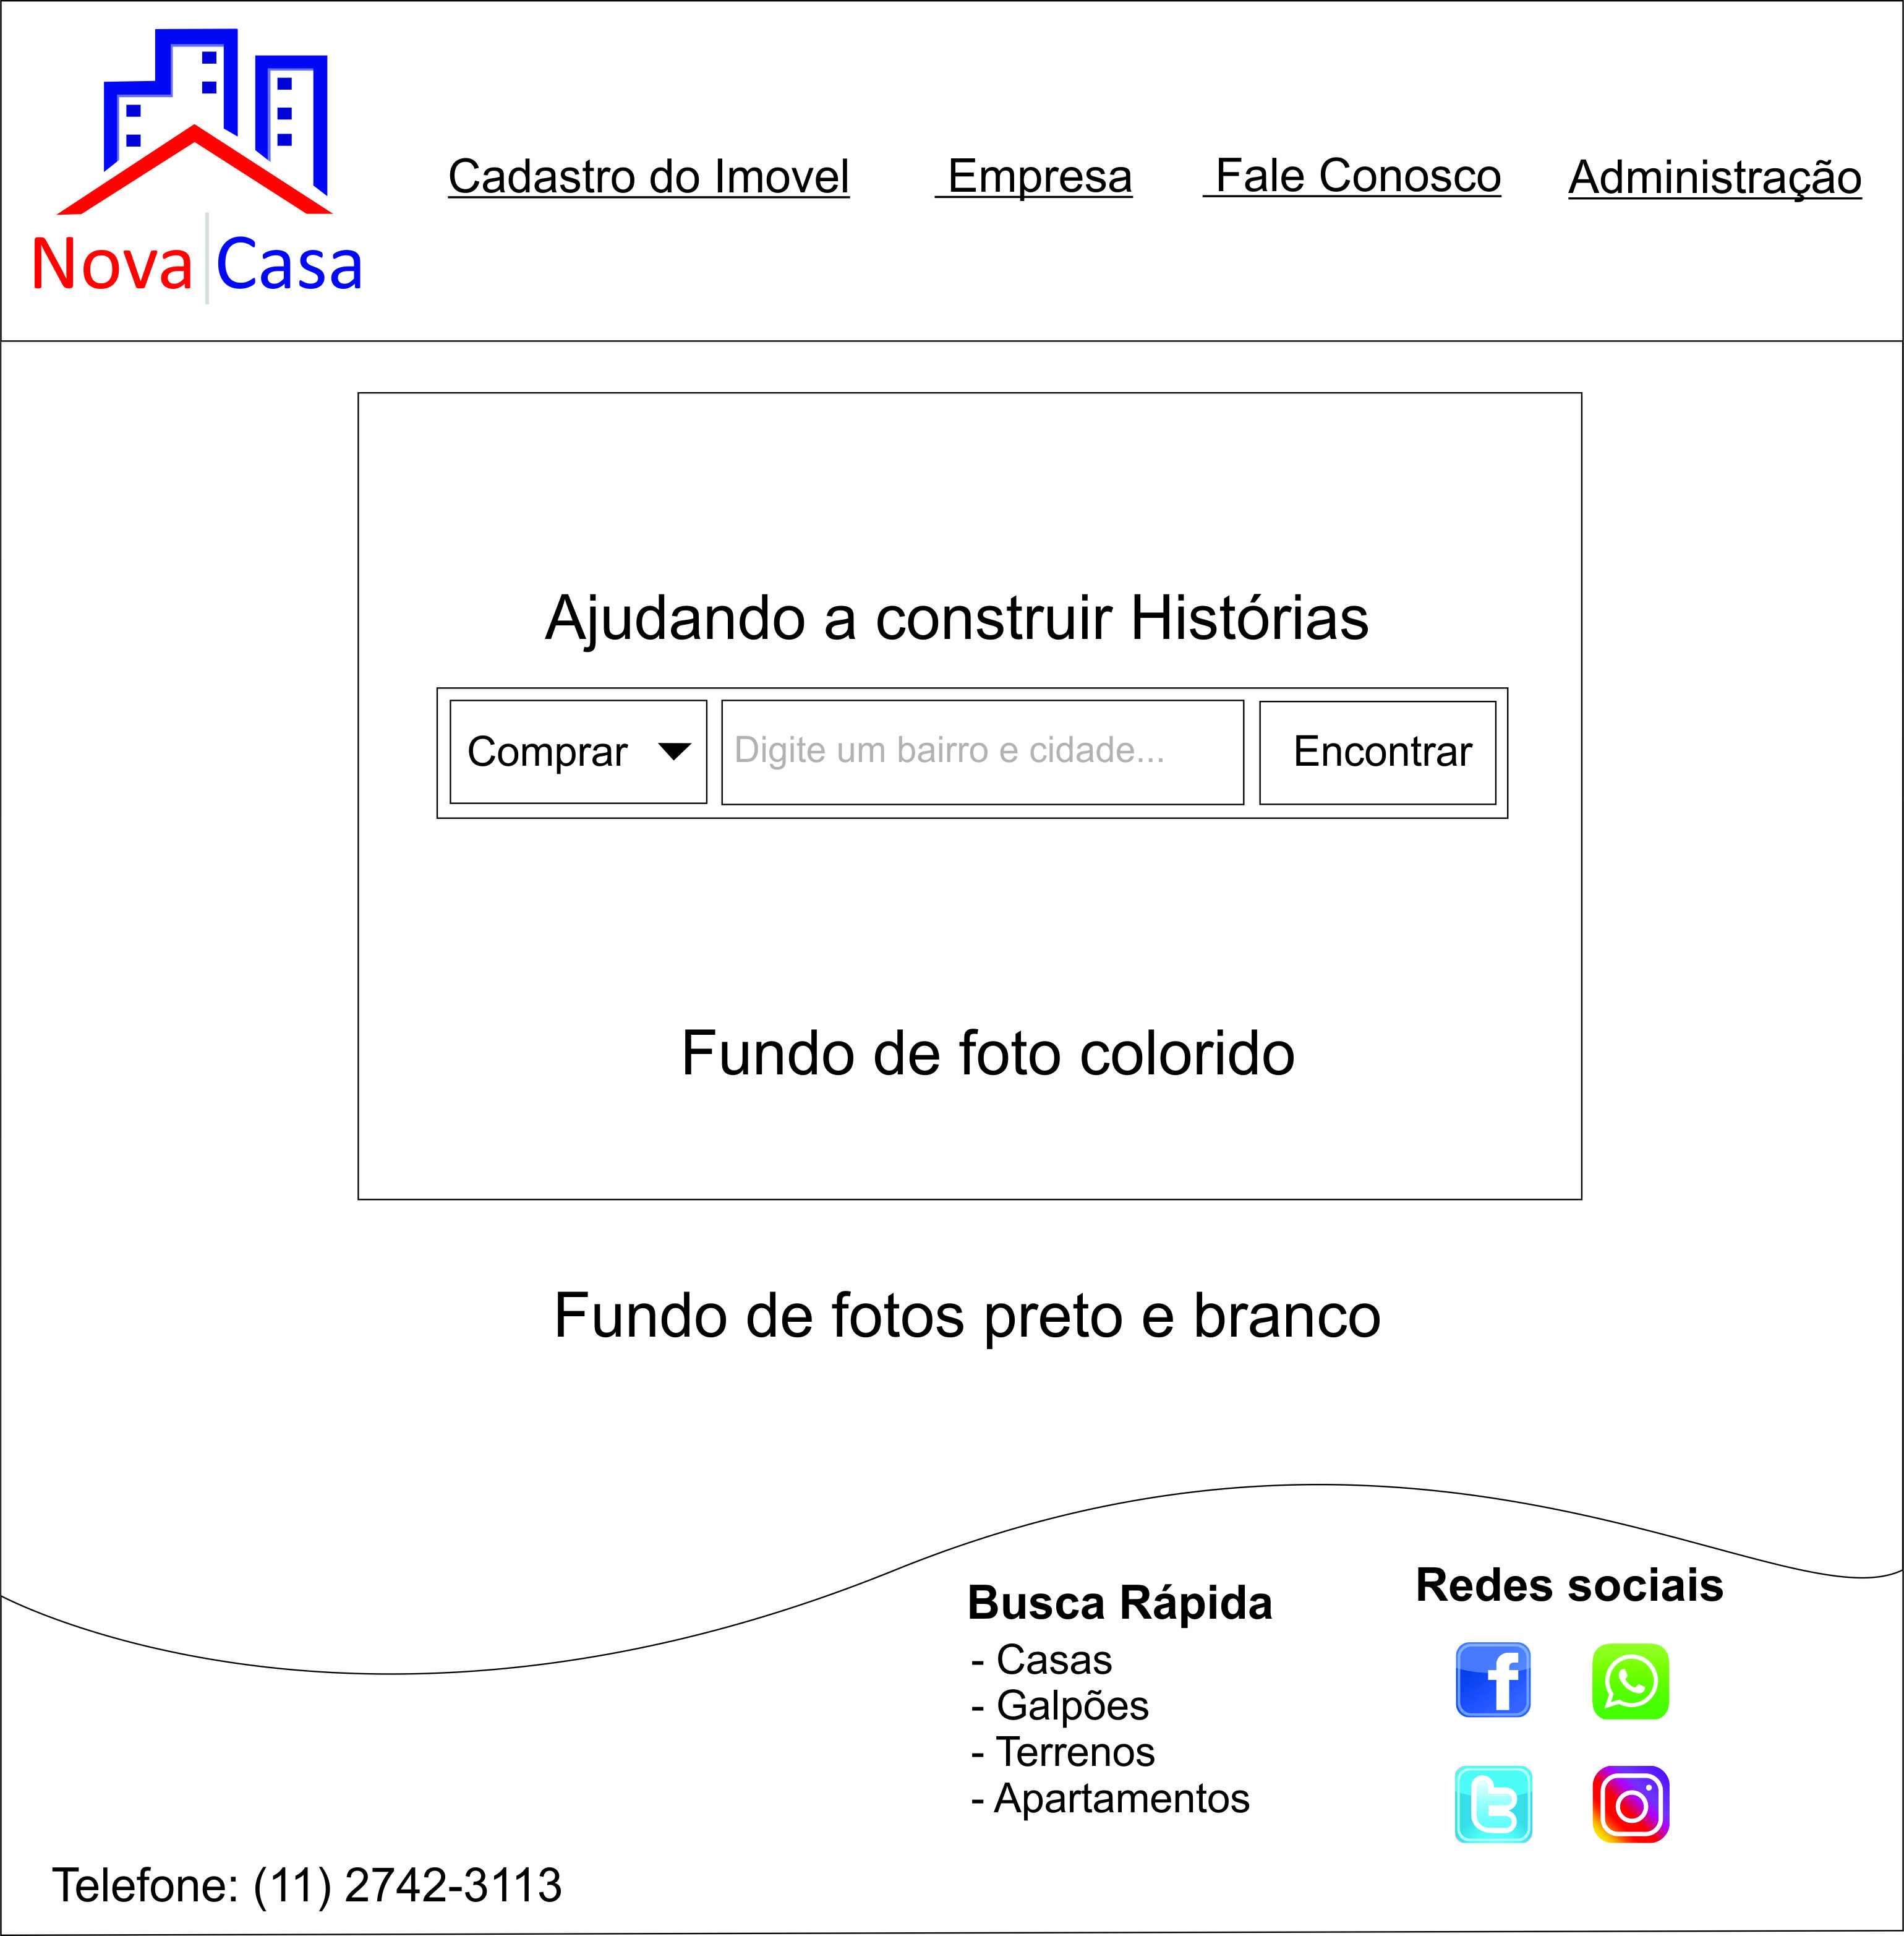 Nova Casa
Cadastro do Imovel
Empresa
Fale Conosco
Administração
Ajudando a construir Histórias
Comprar
Digite um bairro e cidade...
Encontrar
Fundo de foto colorido
Fundo de fotos preto e branco
Busca Rápida
- Casas
- Galpões
- Terrenos
- Apartamentos
Redes sociais
Telefone: (11) 2742-3113